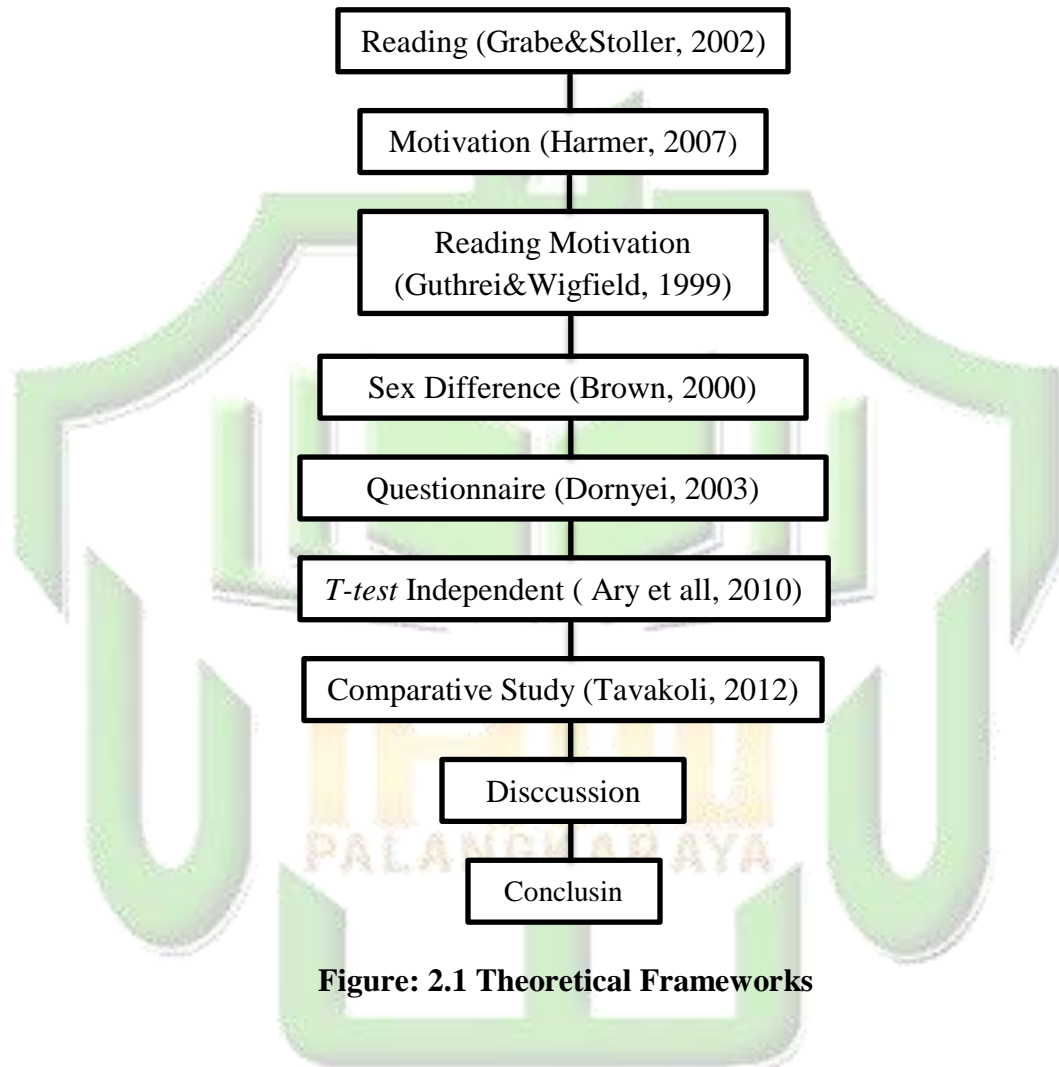 Reading (Grabe&Stoller, 2002)
Motivation (Harmer, 2007)
Reading Motivation
(Guthrei&Wigfield, 1999)
Sex Difference (Brown, 2000)
Questionnaire (Dornyei, 2003)
T-test Independent ( Ary et all, 2010)
Comparative Study (Tavakoli, 2012)
Disccussion
PALANGKARAYA
Conclusin
Figure: 2.1 Theoretical Frameworks